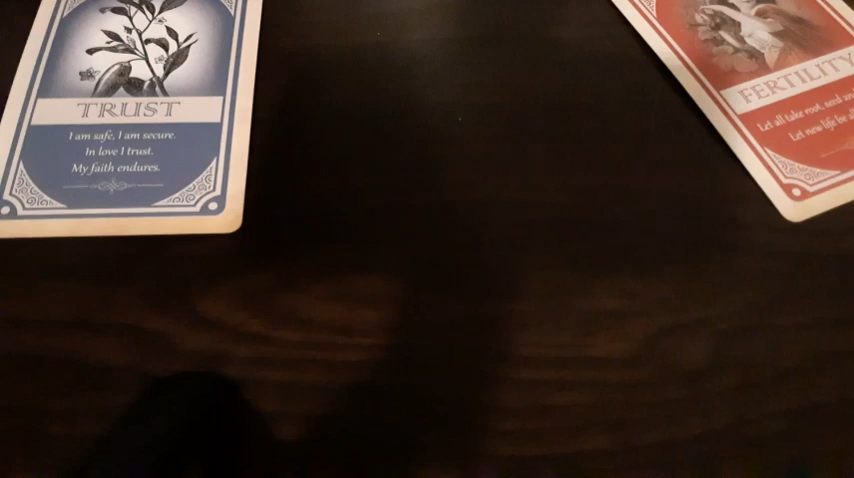 TRUST
I am safe, I am secure.
In love I trust.
My faith endures.
FERTILITY
Let all take root, seed and
Let new life be